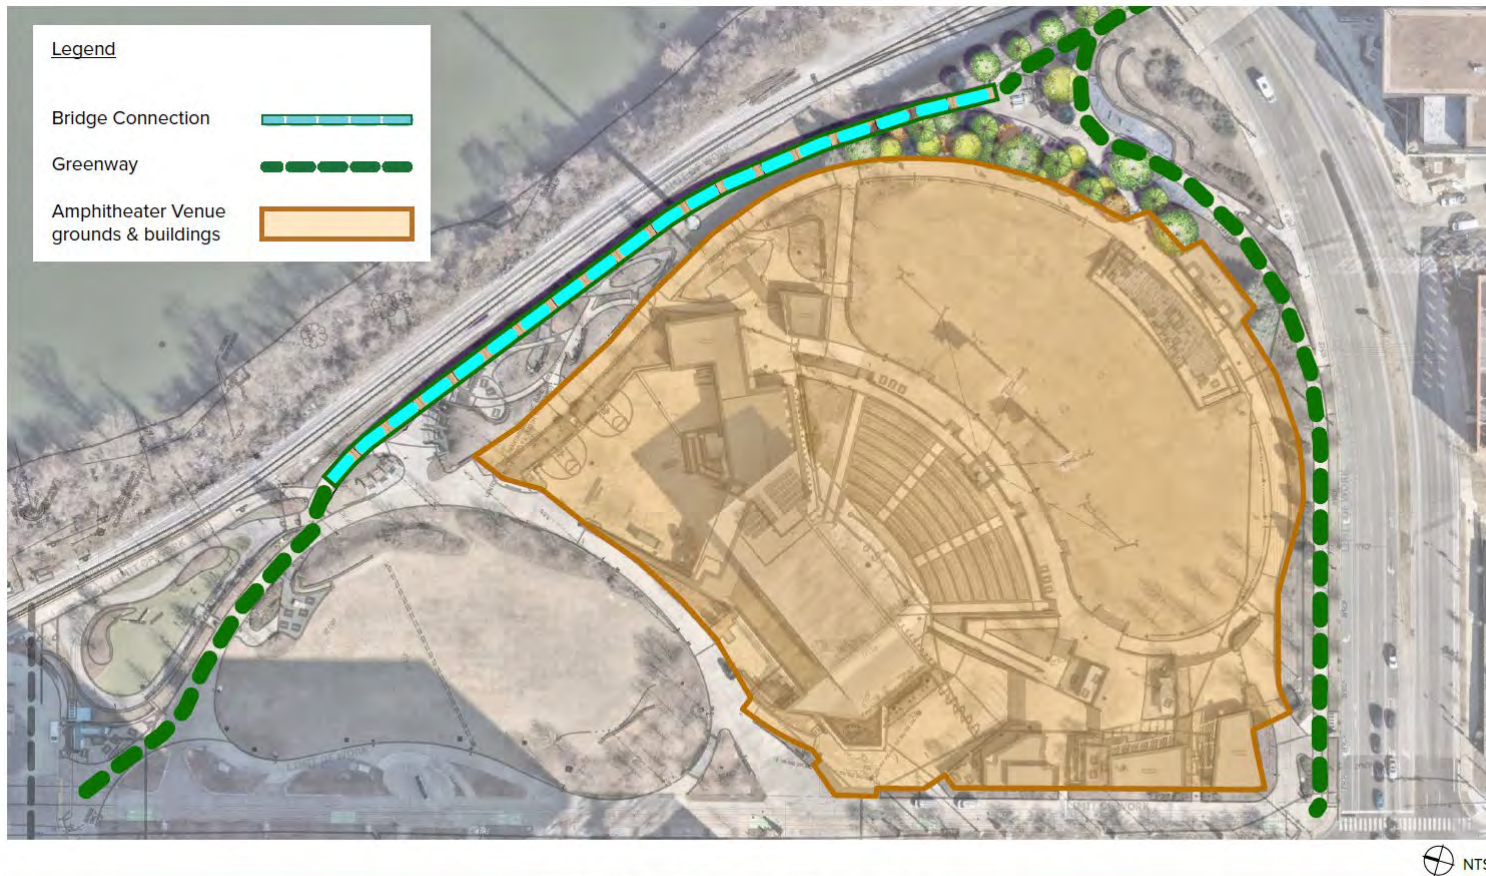 Legend
Bridge Connection
Greenway
Amphitheater Venue
grounds & buildings
NTS